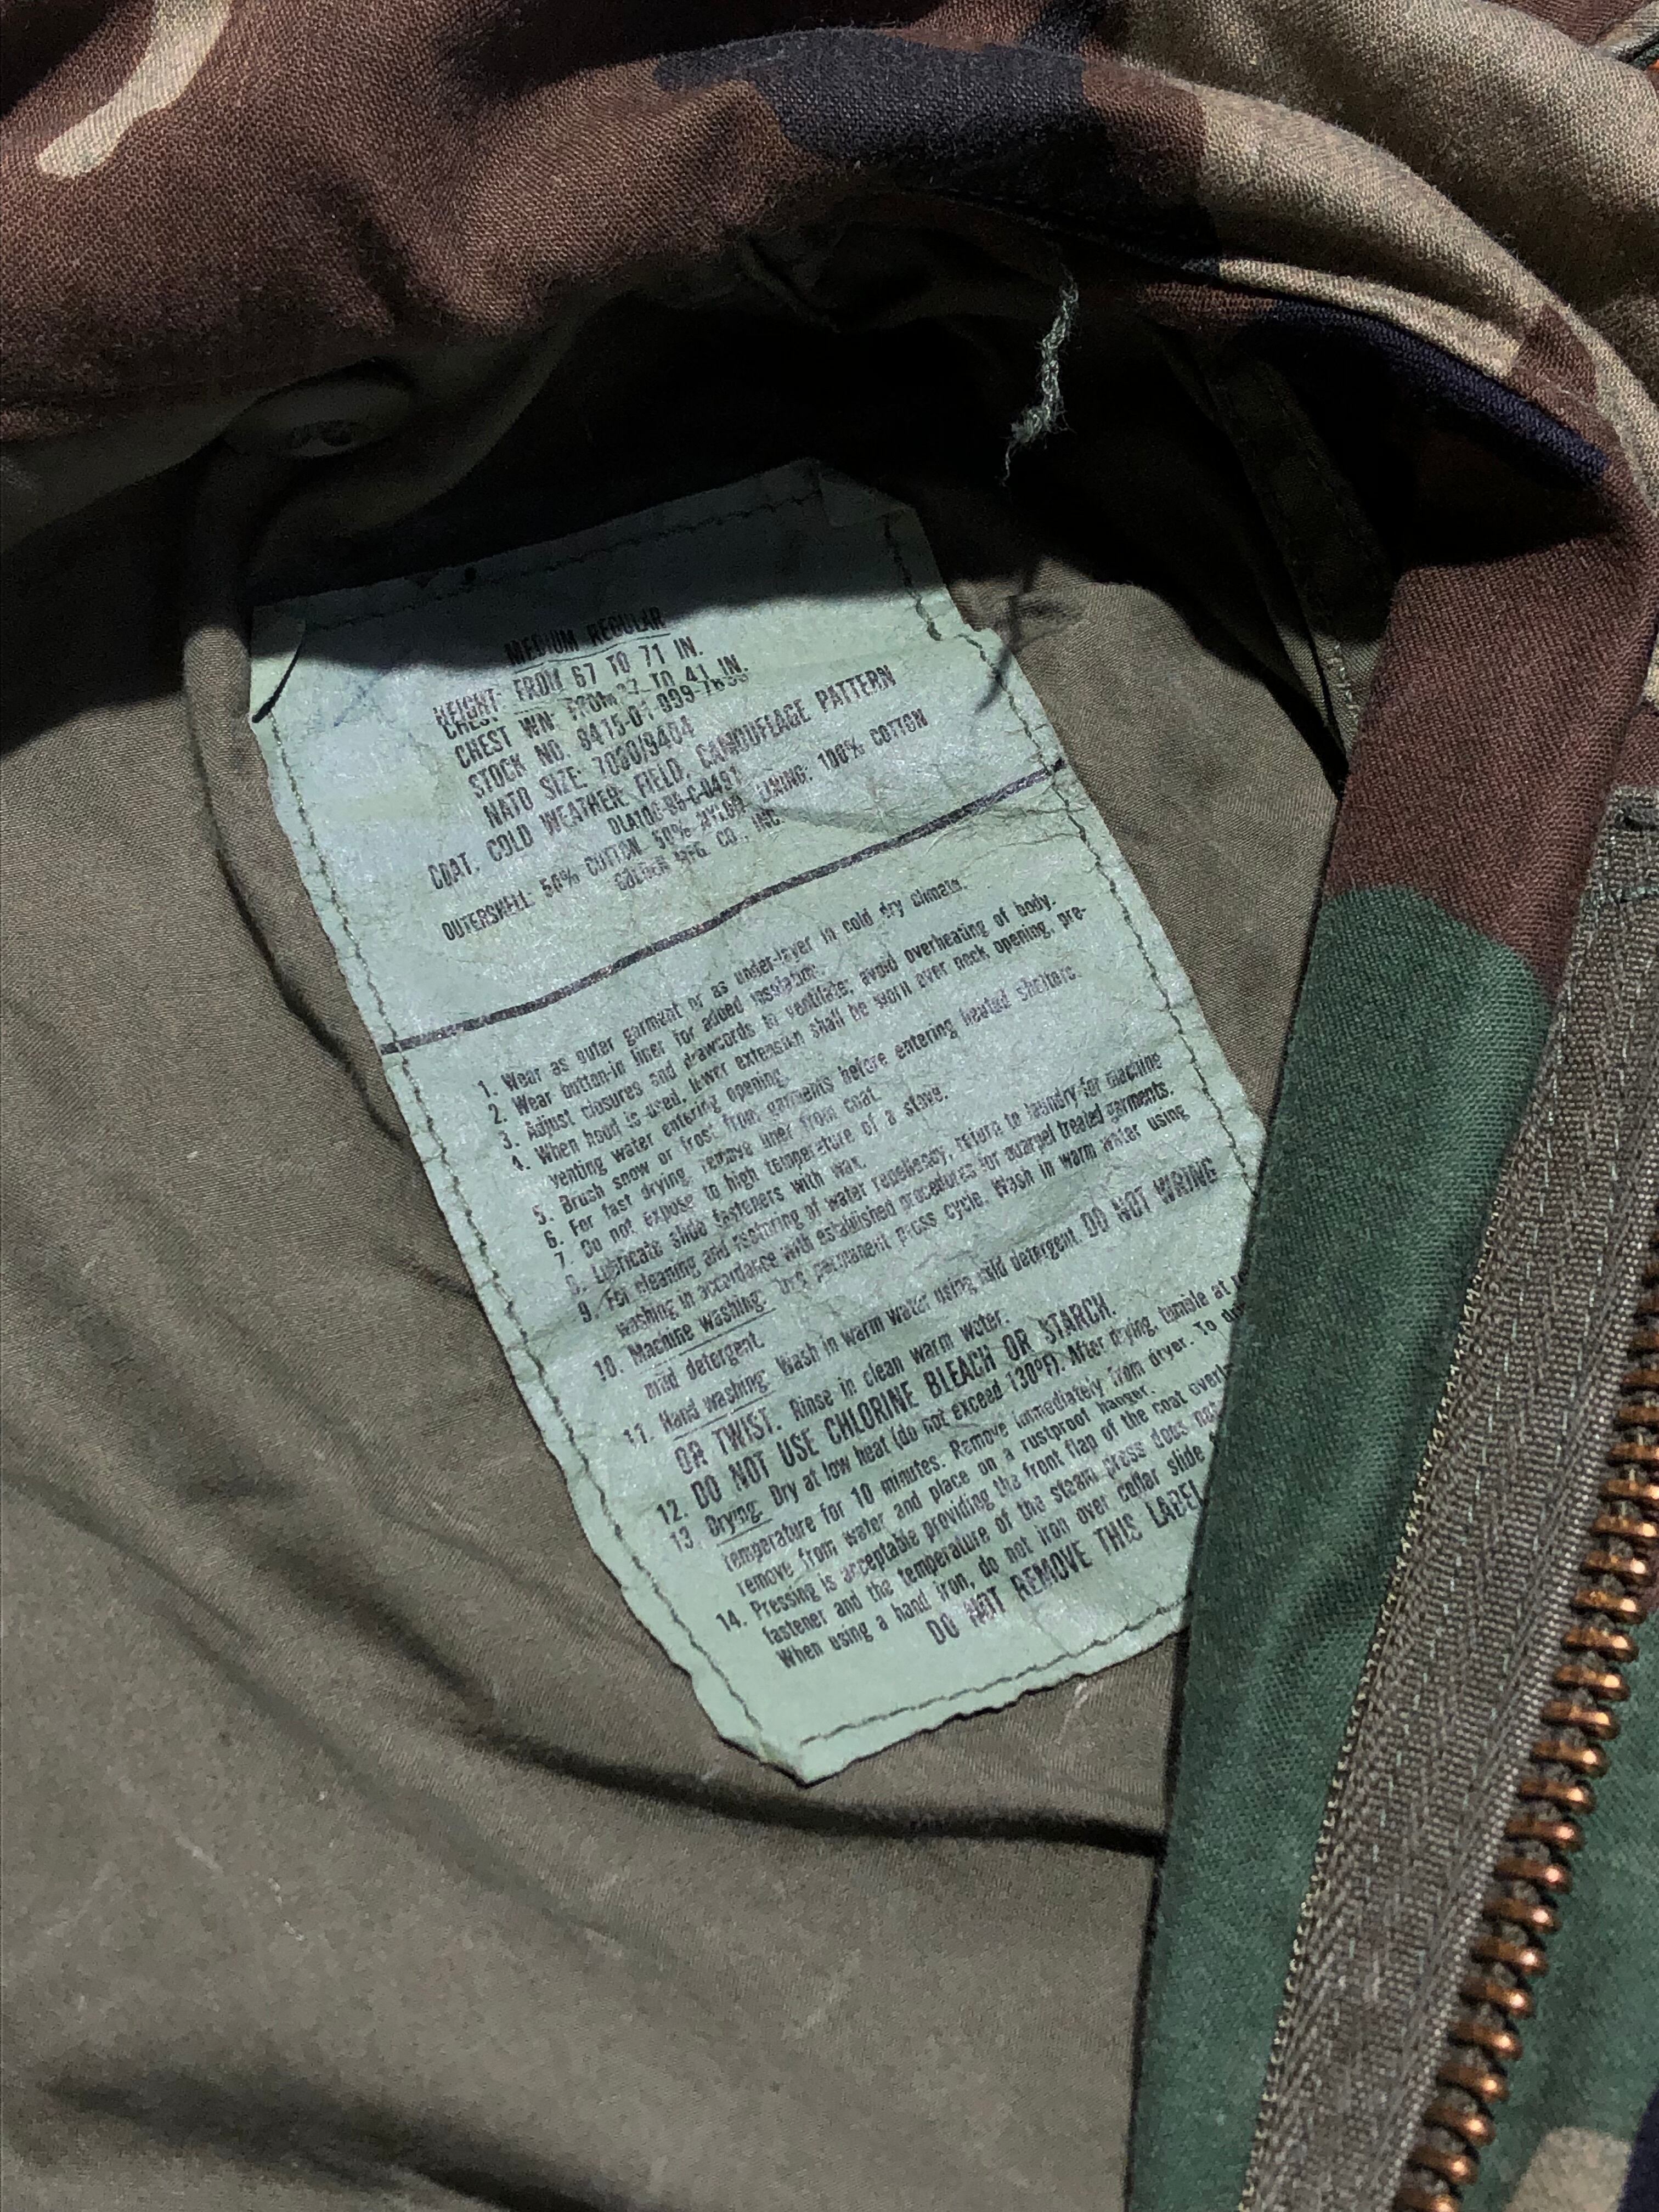 MEDIUM REGULAR
HEIGHT: FROM 67 TO 71 IN.
CHEST: FROM 37 TO 41 IN.
STOCK NO. 8415-01-099-
NATO SIZE: 7080/9404
COAT, COLD WEATHER, FIELD, CAMOUFLAGE PATTERN
OUTERSHELL: 50% COTTON, 50% NYLON, LINING: 100% COTTON
GOLDEN MFG CO., INC.
1. Wear as outer garment or as under-layer in cold dry climate.
2. Wear button-in liner for added insulation.
3. Adjust closures and drawcords to ventilate; avoid overheating of body.
4. When hood is used, lower extension shall be worn over neck opening, pre-
venting water entering opening.
5. Brush snow or frost from garments before entering heated shelters.
6. For fast drying, remove liner from coat.
7. Do not expose to high temperature of a stove.
8. Lubricate slide fasteners with wax.
9. For cleaning and restoring of water repellency, return to laundry for machine
washing in accordance with established procedures for quarpel treated garments.
10. Machine washing: Use permanent press cycle. Wash in warm water using
mild detergent.
11. Hand washing: Wash in warm water using mild detergent. DO NOT WRING
OR TWIST. Rinse in clean warm water.
12. DO NOT USE CHLORINE BLEACH OR STARCH.
13. Drying: Dry at low heat (do not exceed 130°F). After drying, tumble at
temperature for 10 minutes. Remove immediately from dryer. To
remove from water and place on a rustproof hanger.
14. Pressing is acceptable providing the front flap of the coat
fastener and the temperature of the steam press does not
When using a hand iron, do not iron over collar slide
DO NOT REMOVE THIS LABEL